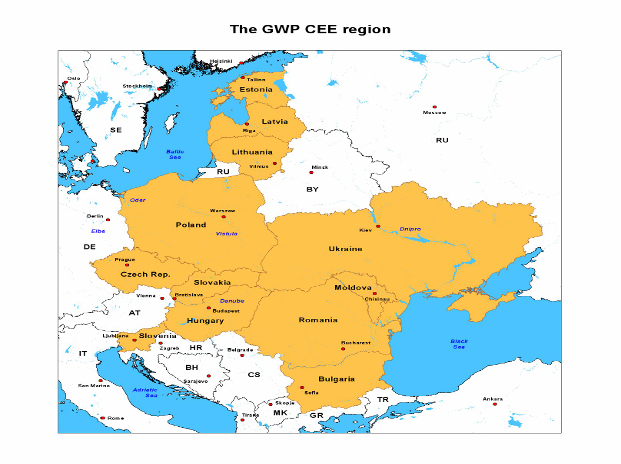 The GWP CEE region
Helsinki
Oslo
Tallinn
Stockholm
Estonia
Moscow
Latvia
SE
Riga
RU
Baltic
Sea
Lithuania
Vilnius
Minsk
RU
BY
Oder
Warsaw
Berlin
Poland
Kiev
Dnipro
Elbe
Vistula
DE
Ukraine
Prague
Czech Rep.
Slovakia
Moldova
Vienna
Bratislava
Danube
Chisinau
AT
Budapest
Hungary
Romania
Ljubljana
Slovenia
Zagreb
HR
Belgrade
Bucharest
Black
Sea
IT
BH
CS
San Marino
Sarajevo
Bulgaria
Adriatic
Sea
Sofia
Skopje
TR
Ankara
Rome
Tirana
MK
GR